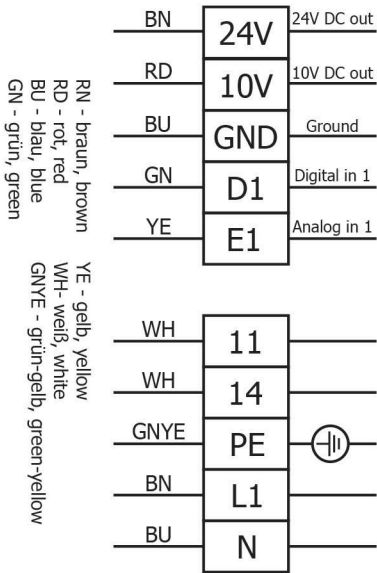 BN 24V 24V DC out
RD 10V 10V DC out
BU GND Ground
GN D1 Digital in 1
YE E1 Analog in 1
WH 11
WH 14
GNYE PE
BN L1
BU N
RN - braun, brown
RD - rot, red
BU - blau, blue
GN - grün, green
YE - gelb, yellow
WH- weiß, white
GNYE - grün-gelb, green-yellow